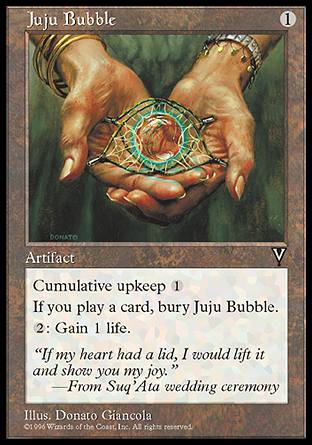 Juju Bubble 1
DONATO
Artifact V
Cumulative upkeep 1
If you play a card, bury Juju Bubble.
2: Gain 1 life.
“If my heart had a lid, I would lift it
and show you my joy.”
—From Suq’Ata wedding ceremony
Illus. Donato Giancola
©1996 Wizards of the Coast, Inc. All rights reserved.